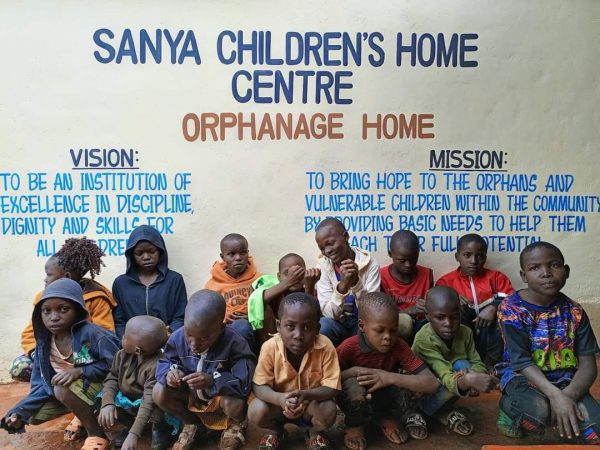 SANYA CHILDREN'S HOME
CENTRE
ORPHANAGE HOME
VISION:
TO BE AN INSTITUTION OF
EXCELLENCE IN DISCIPLINE,
DIGNITY AND SKILLS FOR
ALL
MISSION:
TO BRING HOPE TO THE ORPHANS AND
VULNERABLE CHILDREN WITHIN THE COMMUNITY
BY PROVIDING BASIC NEEDS TO HELP THEM
FULL POTENTIAL
QUINCY